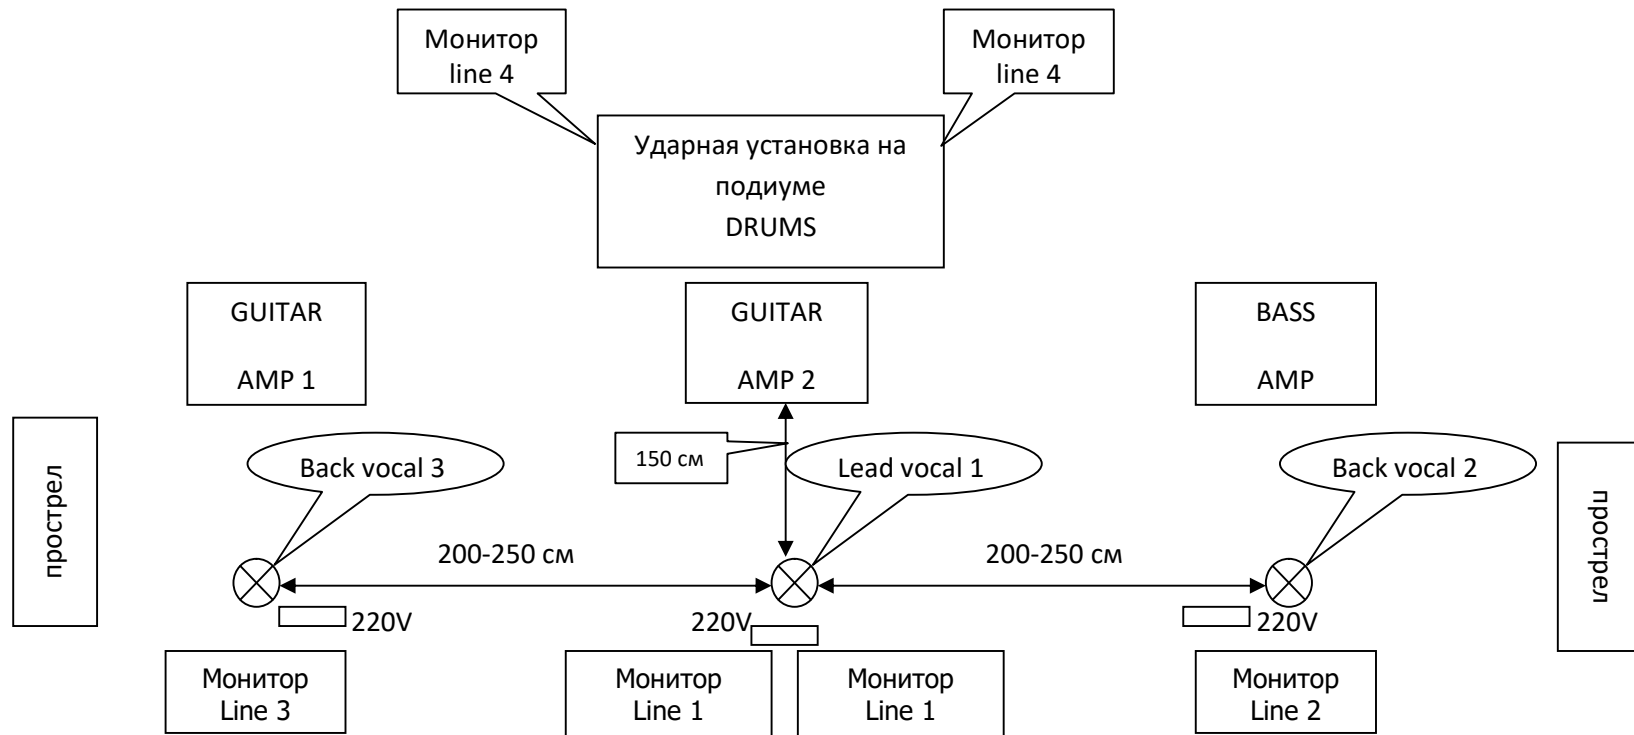 Монитор
line 4
Монитор
line 4
Ударная установка на
подиуме
DRUMS
GUITAR
AMP 1
GUITAR
AMP 2
BASS
AMP
прострел
Back vocal 3
150 см
Lead vocal 1
Back vocal 2
прострел
200-250 см
200-250 см
220V
220V
220V
Монитор
Line 3
Монитор
Line 1
Монитор
Line 1
Монитор
Line 2